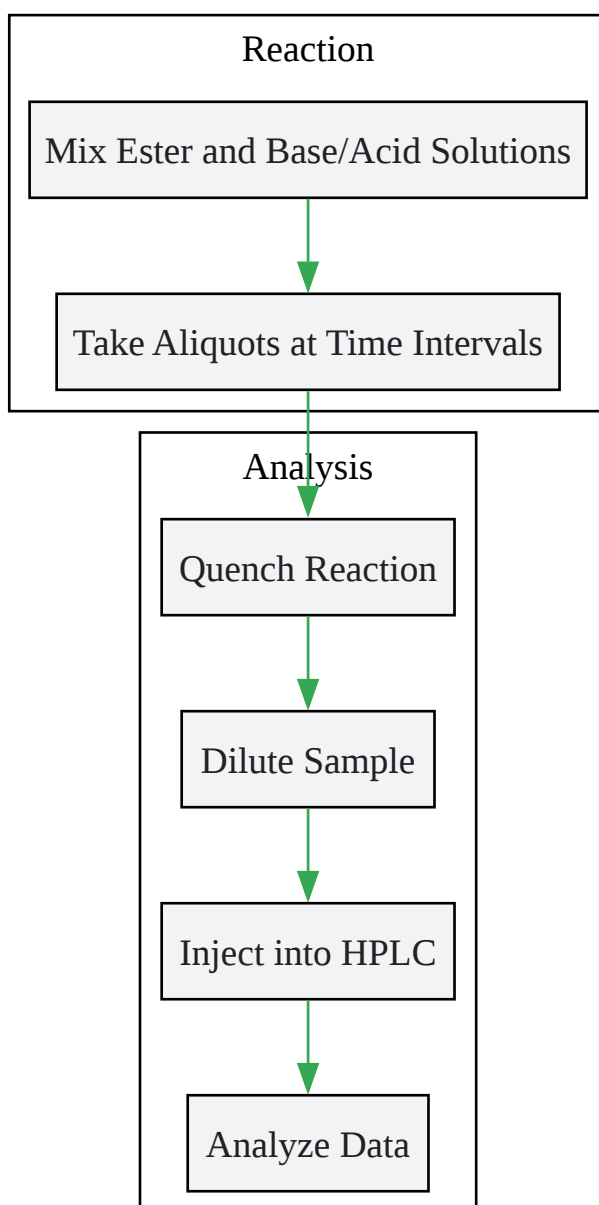 Reaction
Mix Ester and Base/Acid Solutions
Take Aliquots at Time Intervals
Analysis
Quench Reaction
Dilute Sample
Inject into HPLC
Analyze Data